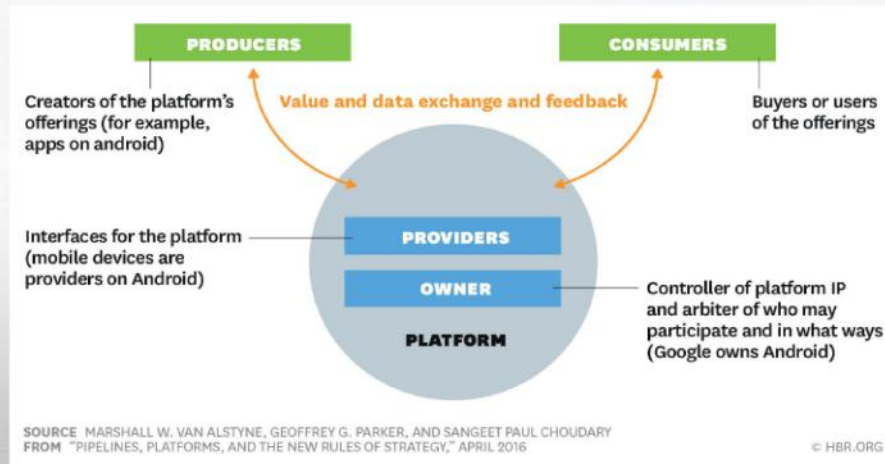 PRODUCERS
CONSUMERS
Creators of the platform's
offerings (for example,
apps on android)
Value and data exchange and feedback
Buyers or users
of the offerings
Interfaces for the platform
(mobile devices are
providers on Android)
PROVIDERS
OWNER
PLATFORM
Controller of platform IP
and arbiter of who may
participate and in what ways
(Google owns Android)
SOURCE MARSHALL W. VAN ALSTYNE, GEOFFREY G. PARKER, AND SANGEET PAUL CHOUDARY
FROM "PIPELINES, PLATFORMS, AND THE NEW RULES OF STRATEGY," APRIL 2016
© HBR.ORG